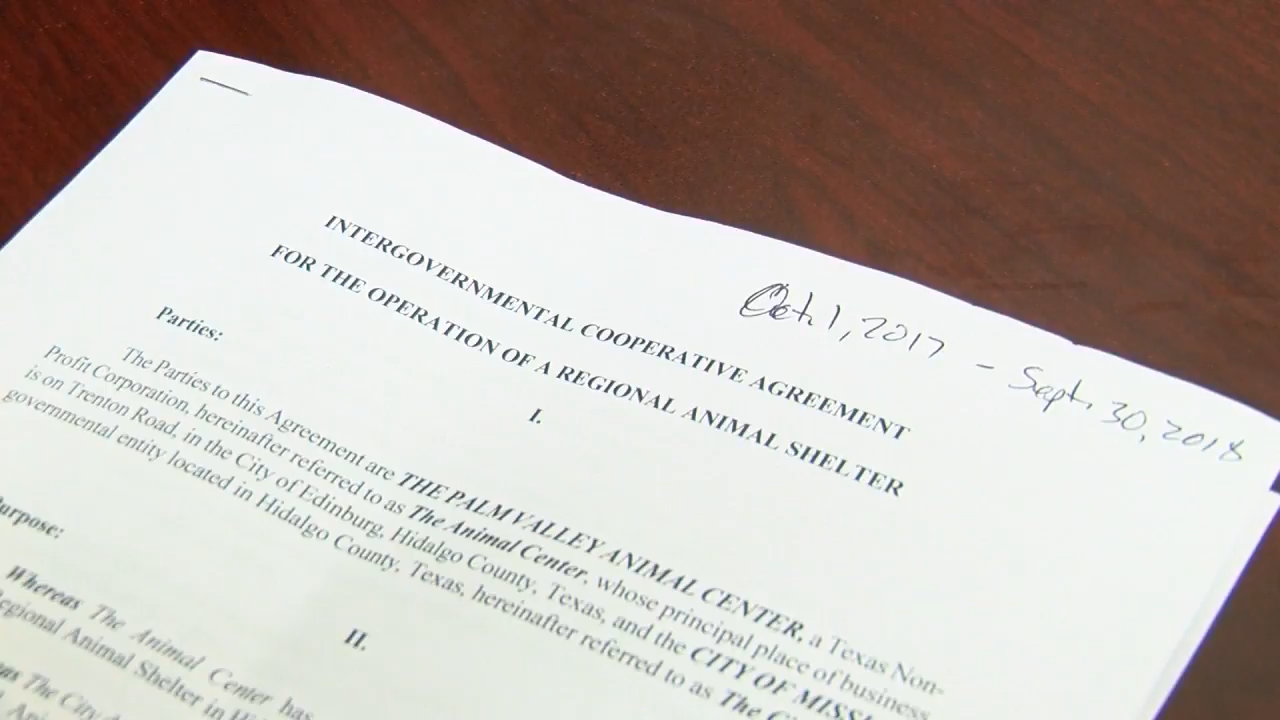 INTERGOVERNMENTAL COOPERATIVE AGREEMENT
FOR THE OPERATION OF A REGIONAL ANIMAL SHELTER
Oct. 1, 2017 - Sept. 30, 2018
I.
Parties:
The Parties to this Agreement are THE PALM VALLEY ANIMAL CENTER, a Texas Non-
Profit Corporation, hereinafter referred to as The Animal Center, whose principal place of business
is on Trenton Road, in the City of Edinburg, Hidalgo County, Texas, and the CITY OF
governmental entity located in Hidalgo County, Texas, hereinafter referred to as The
II.
Whereas The Animal Center has
Regional Animal Shelter in
The City